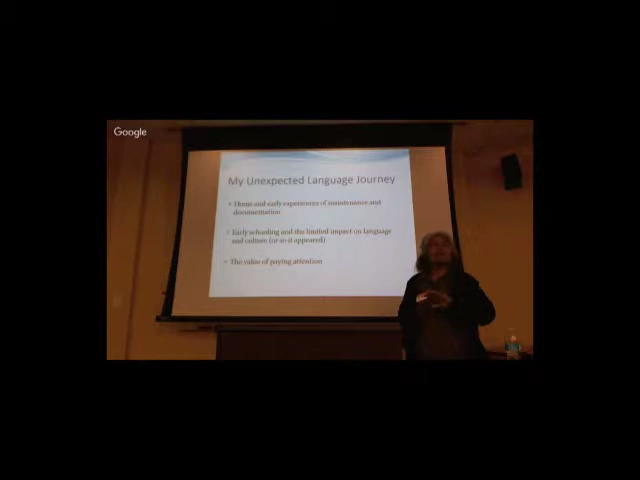 Google
My Unexpected Language Journey
• Home and early experiences of maintenance and
documentation
• Early schooling and the limited impact on language
and culture (or so it appeared)
• The value of paying attention